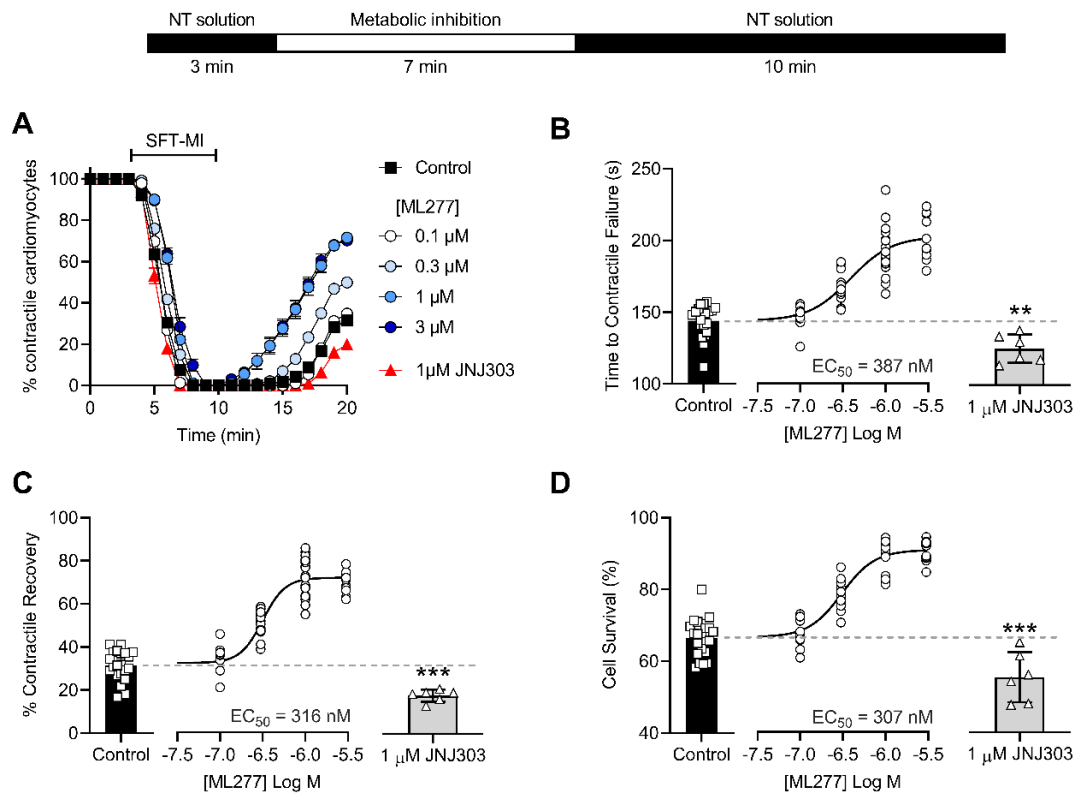 NT solution Metabolic inhibition NT solution
3 min 7 min 10 min
A
SFT-MI
% contractile cardiomyocytes
100
80
60
40
20
0
0 5 10 15 20
Time (min)
Control
[ML277]
0.1 µM
0.3 µM
1 µM
3 µM
1µM JNJ303
B
Time to Contractile Failure (s)
250
200
150
100
**
EC50 = 387 nM
Control -7.5 -7.0 -6.5 -6.0 -5.5 1 µM JNJ303
[ML277] Log M
C
% Contractile Recovery
100
80
60
40
20
0
***
EC50 = 316 nM
Control -7.5 -7.0 -6.5 -6.0 -5.5 1 µM JNJ303
[ML277] Log M
D
Cell Survival (%)
100
80
60
40
***
EC50 = 307 nM
Control -7.5 -7.0 -6.5 -6.0 -5.5 1 µM JNJ303
[ML277] Log M